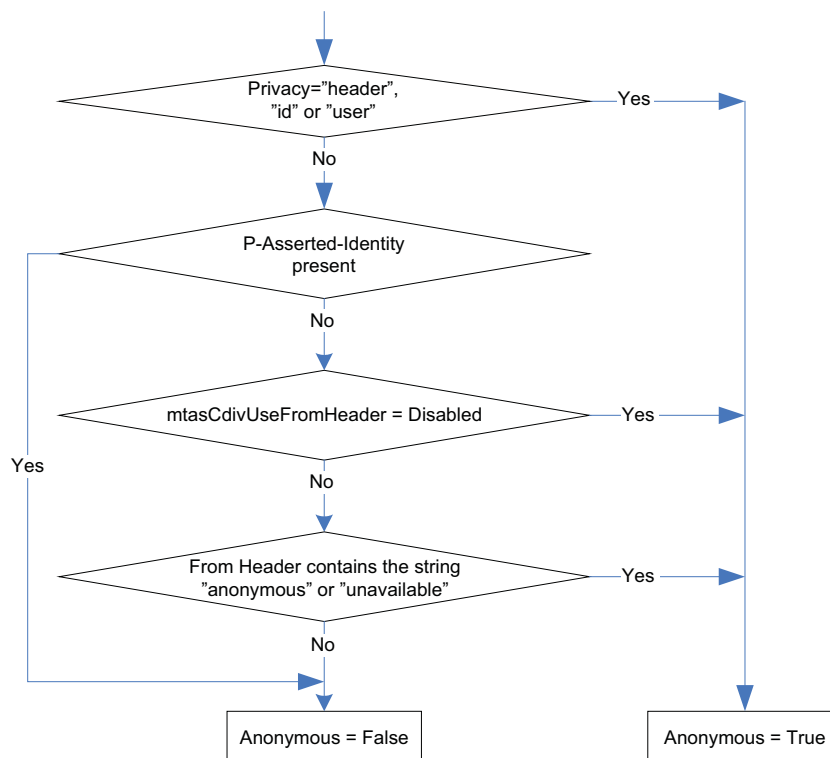 Privacy=”header”,
”id” or ”user”
Yes
No
P-Asserted-Identity
present
No
mtasCdivUseFromHeader = Disabled
Yes
Yes
No
From Header contains the string
”anonymous” or ”unavailable”
Yes
No
Anonymous = False
Anonymous = True